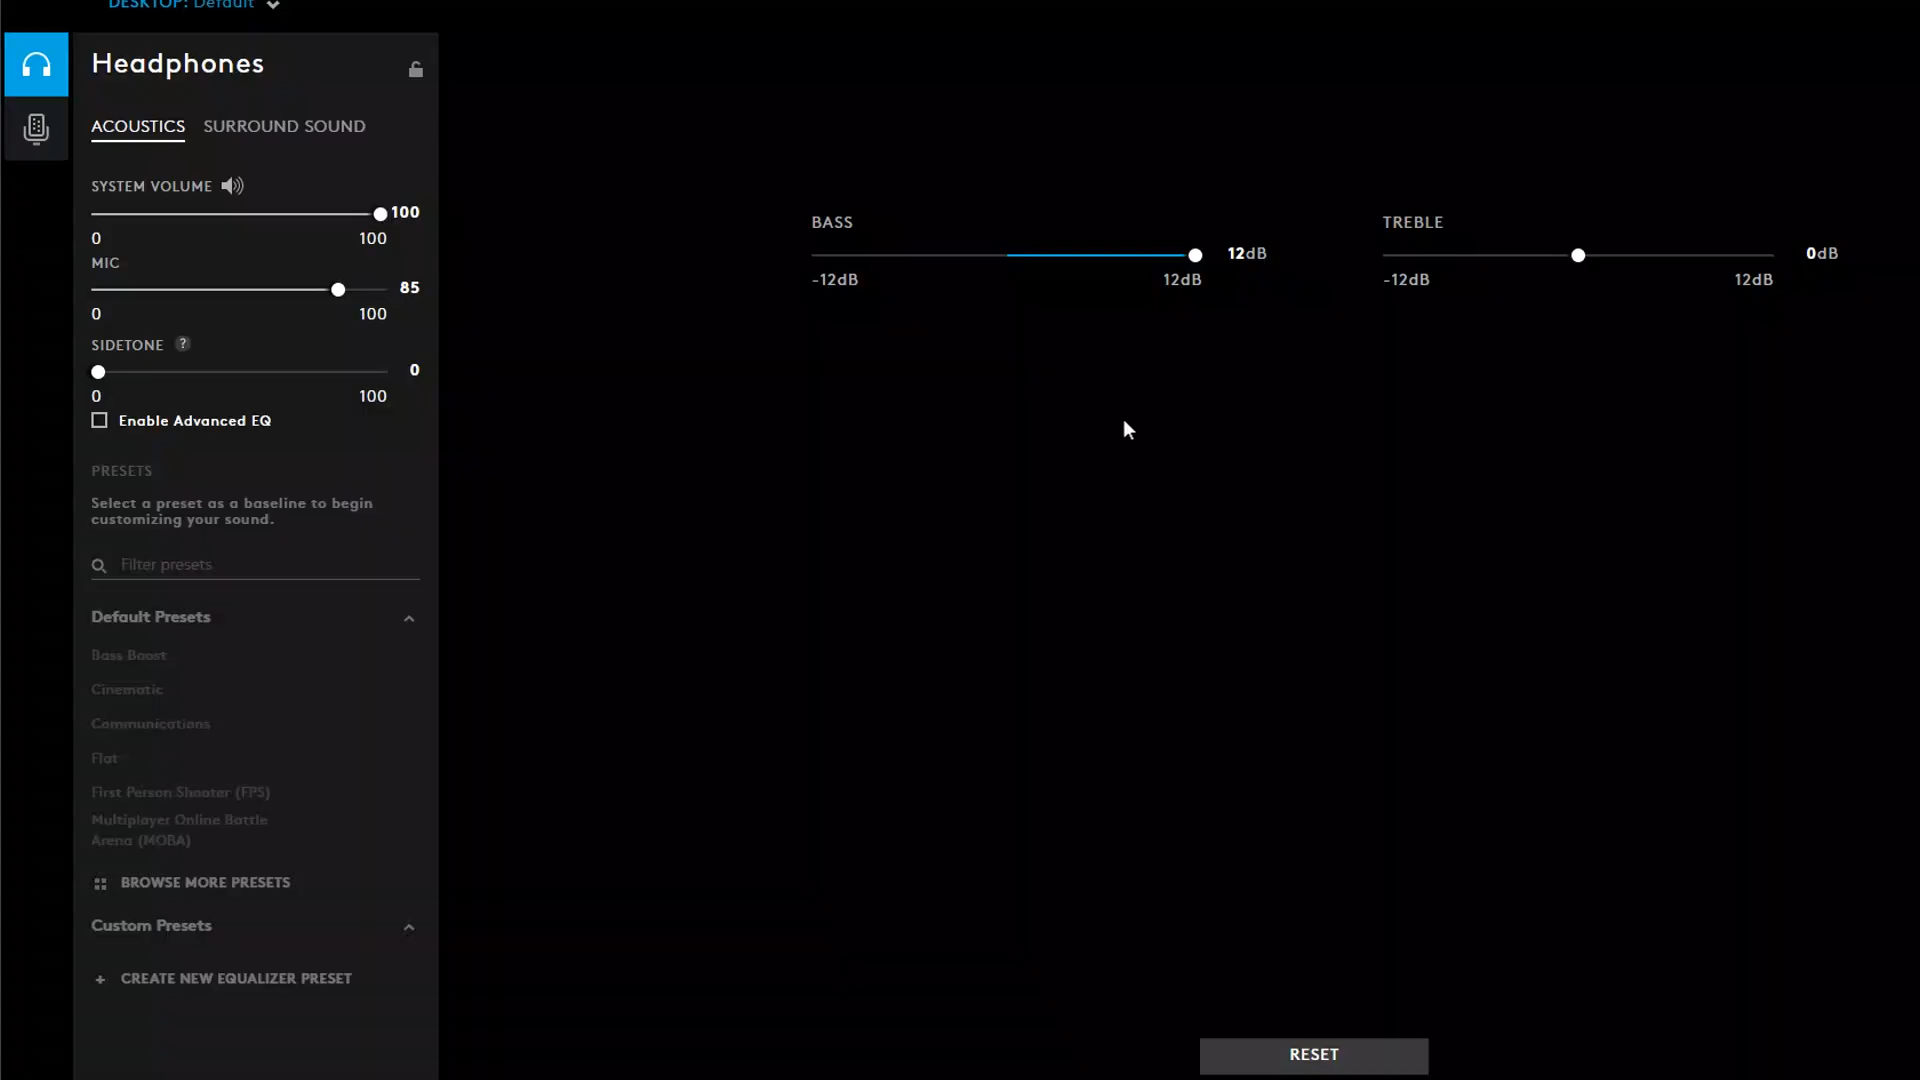 DESKTOP: Default
Headphones
ACOUSTICS SURROUND SOUND
SYSTEM VOLUME
100
0 100
MIC
85
0 100
SIDETONE ?
0
0 100
Enable Advanced EQ
PRESETS
Select a preset as a baseline to begin
customizing your sound.
Filter presets
Default Presets
Bass Boost
Cinematic
Communications
Flat
First Person Shooter (FPS)
Multiplayer Online Battle
Arena (MOBA)
BROWSE MORE PRESETS
Custom Presets
+ CREATE NEW EQUALIZER PRESET
BASS
12dB
-12dB 12dB
TREBLE
0dB
-12dB 12dB
RESET